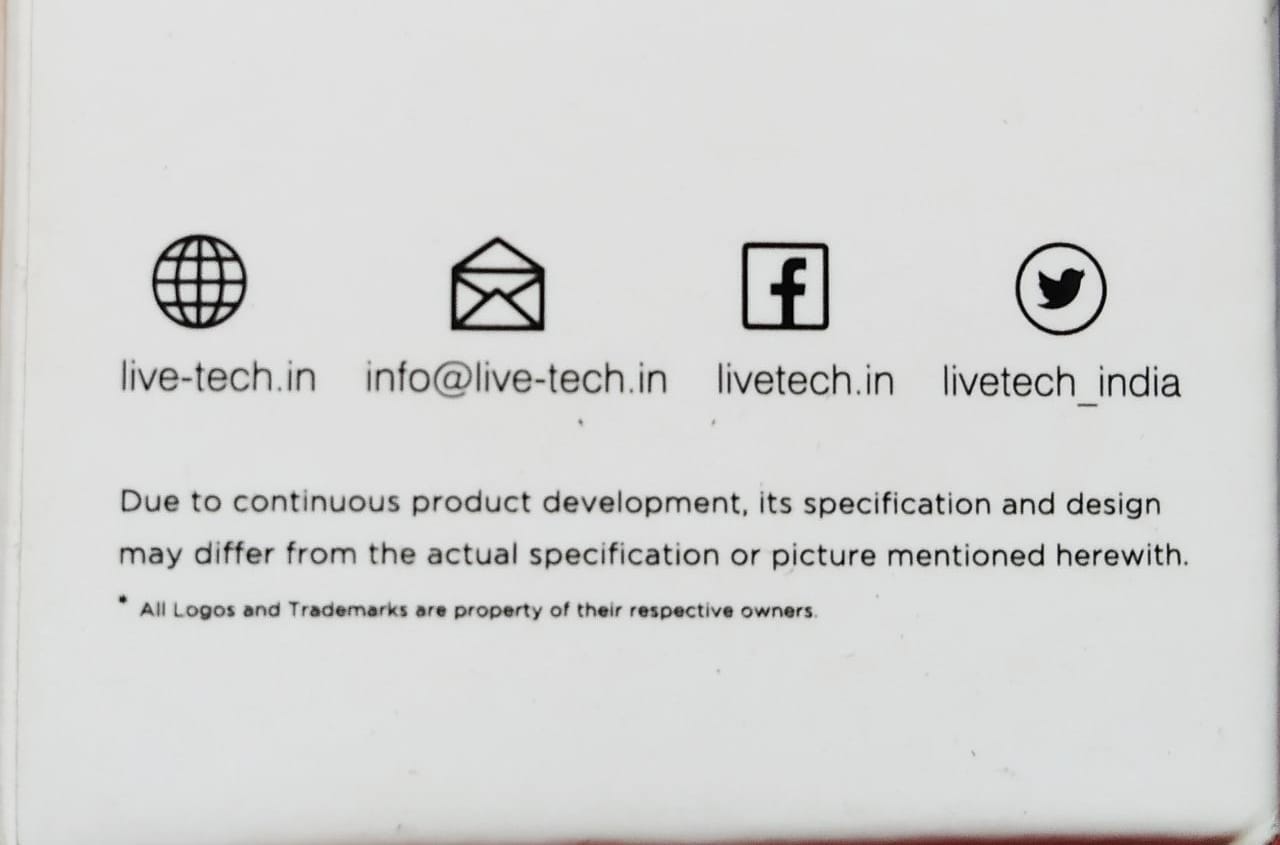 live-tech.in info@live-tech.in livetech.in livetech_india
Due to continuous product development, its specification and design
may differ from the actual specification or picture mentioned herewith.
* All Logos and Trademarks are property of their respective owners.